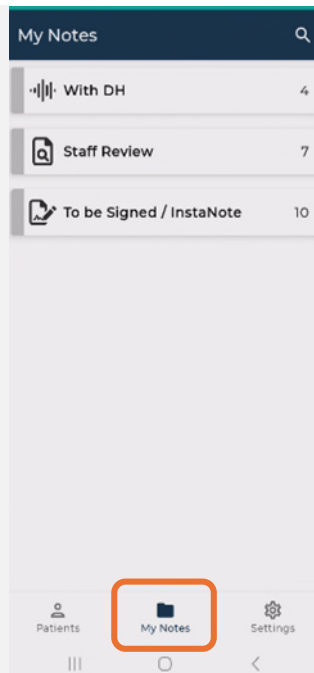 My Notes
With DH 4
Staff Review 7
To be Signed / InstaNote 10
Patients My Notes Settings